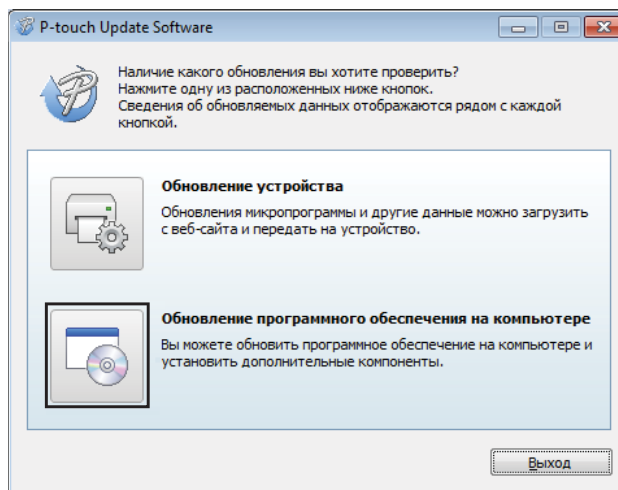 P-touch Update Software
Наличие какого обновления вы хотите проверить?
Нажмите одну из расположенных ниже кнопок.
Сведения об обновляемых данных отображаются рядом с каждой
кнопкой.
Обновление устройства
Обновления микропрограммы и другие данные можно загрузить
с веб-сайта и передать на устройство.
Обновление программного обеспечения на компьютере
Вы можете обновить программное обеспечение на компьютере и
установить дополнительные компоненты.
Выход